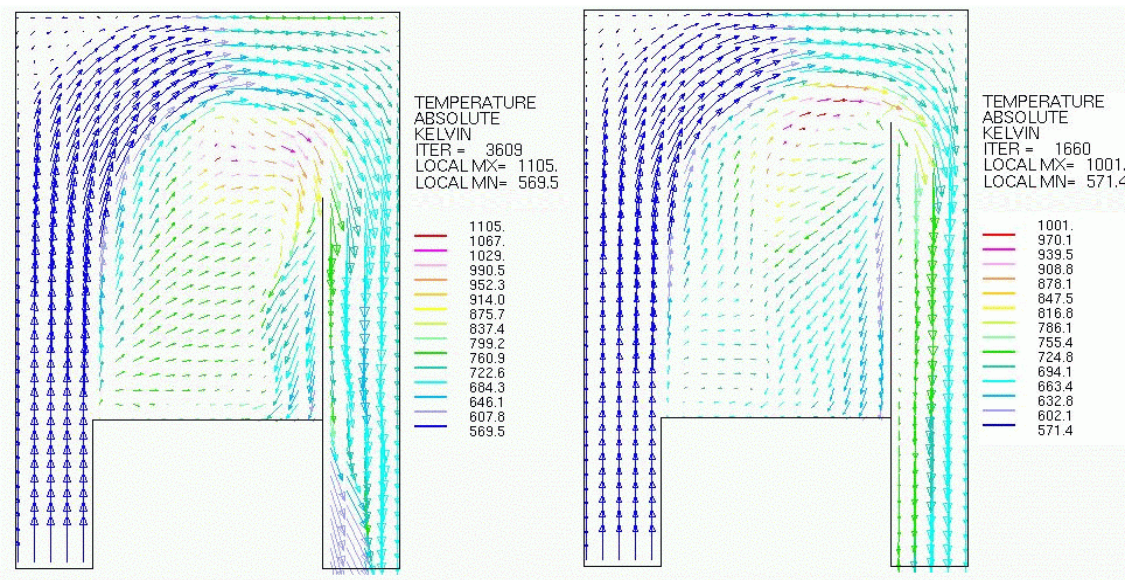 TEMPERATURE
ABSOLUTE
KELVIN
ITER = 3609
LOCAL MX= 1105.
LOCAL MN= 569.5
1105.
1067.
1029.
990.5
952.3
914.0
875.7
837.4
799.2
760.9
722.6
684.3
646.1
607.8
569.5
TEMPERATURE
ABSOLUTE
KELVIN
ITER = 1660
LOCAL MX= 1001.
LOCAL MN= 571.4
1001.
970.1
939.5
908.8
878.1
847.5
816.8
786.1
755.4
724.8
694.1
663.4
632.8
602.1
571.4